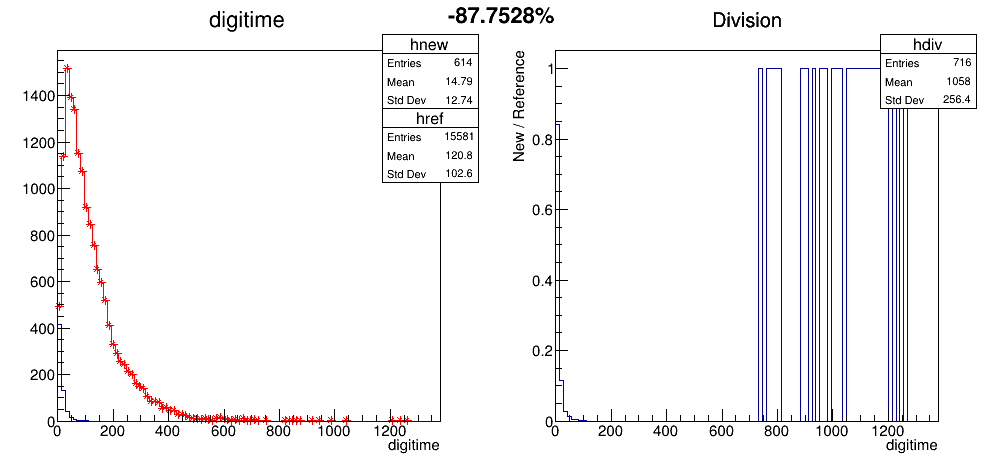 -87.7528%
digitime
hnew
Entries 614
Mean 14.79
Std Dev 12.74
href
Entries 15581
Mean 120.8
Std Dev 102.6
1400
1200
1000
800
600
400
200
0
0 200 400 600 800 1000 1200
digitime
Division
hdiv
Entries 716
Mean 1058
Std Dev 256.4
New / Reference
1
0.8
0.6
0.4
0.2
0
0 200 400 600 800 1000 1200
digitime